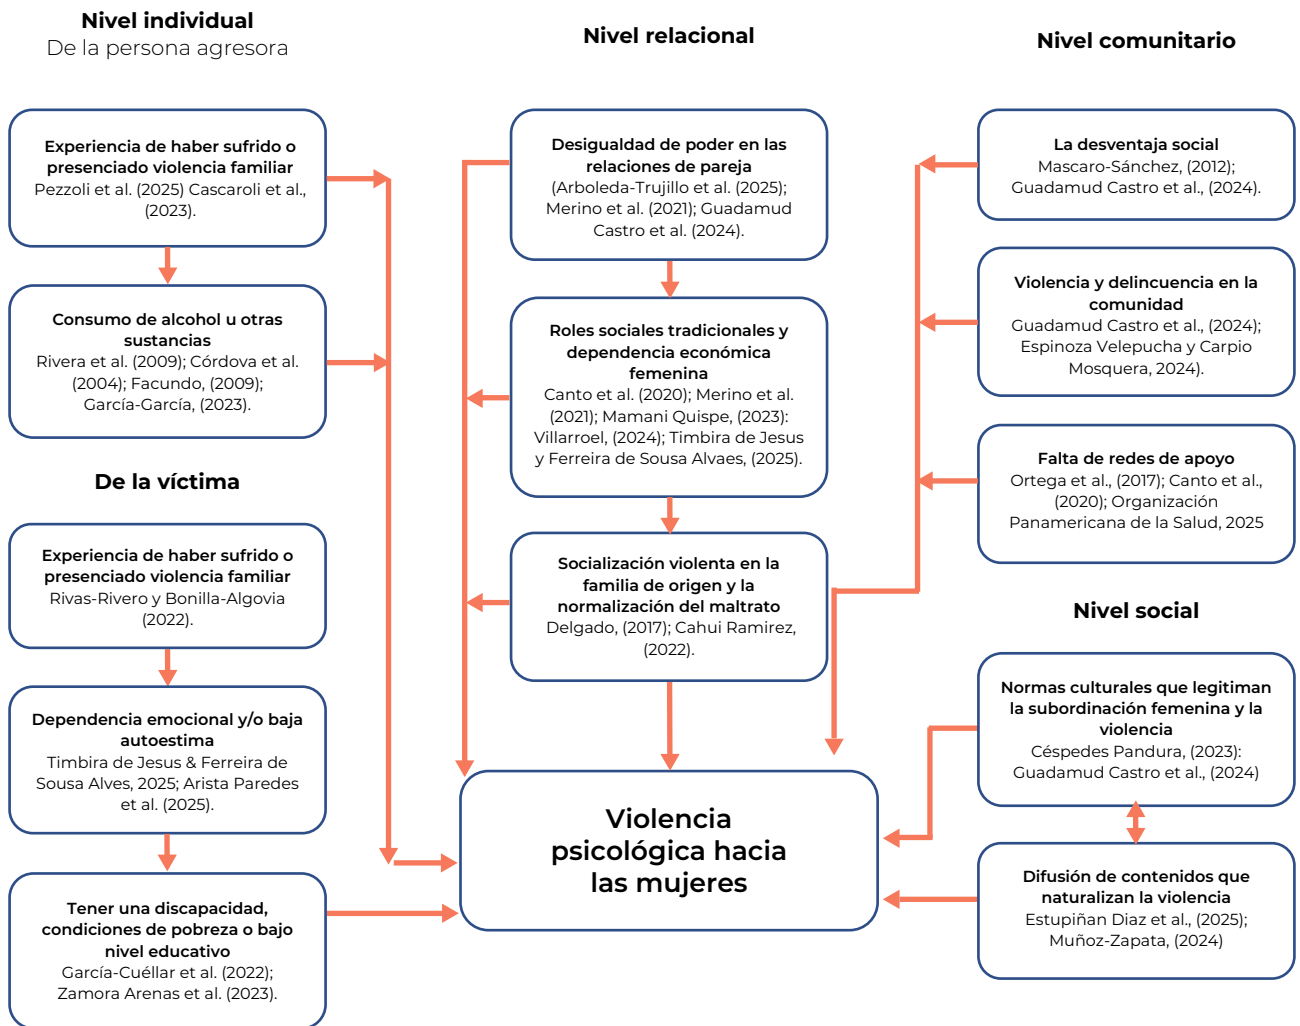 Nivel individual
De la persona agresora
Experiencia de haber sufrido o
presenciado violencia familiar
Pezzoli et al. (2025) Cascaroli et al.,
(2023).
Consumo de alcohol u otras
sustancias
Rivera et al. (2009); Córdova et al.
(2004); Facundo, (2009);
García-García, (2023).
De la víctima
Experiencia de haber sufrido o
presenciado violencia familiar
Rivas-Rivero y Bonilla-Algovia
(2022).
Dependencia emocional y/o baja
autoestima
Timbira de Jesus & Ferreira de
Sousa Alves, 2025; Arista Paredes
et al. (2025).
Tener una discapacidad,
condiciones de pobreza o bajo
nivel educativo
García-Cuéllar et al. (2022);
Zamora Arenas et al. (2023).
Nivel relacional
Desigualdad de poder en las
relaciones de pareja
(Arboleda-Trujillo et al. (2025);
Merino et al. (2021); Guadamud
Castro et al. (2024).
Roles sociales tradicionales y
dependencia económica
femenina
Canto et al. (2020); Merino et al.
(2021); Mamani Quispe, (2023):
Villarroel, (2024); Timbira de Jesus
y Ferreira de Sousa Alvaes, (2025).
Socialización violenta en la
familia de origen y la
normalización del maltrato
Delgado, (2017); Cahui Ramirez,
(2022).
Violencia
psicológica hacia
las mujeres
Nivel comunitario
La desventaja social
Mascaro-Sánchez, (2012);
Guadamud Castro et al., (2024).
Violencia y delincuencia en la
comunidad
Guadamud Castro et al., (2024);
Espinoza Velepucha y Carpio
Mosquera, 2024).
Falta de redes de apoyo
Ortega et al., (2017); Canto et al.,
(2020); Organización
Panamericana de la Salud, 2025
Nivel social
Normas culturales que legitiman
la subordinación femenina y la
violencia
Céspedes Pandura, (2023):
Guadamud Castro et al., (2024)
Difusión de contenidos que
naturalizan la violencia
Estupiñan Diaz et al., (2025);
Muñoz-Zapata, (2024)